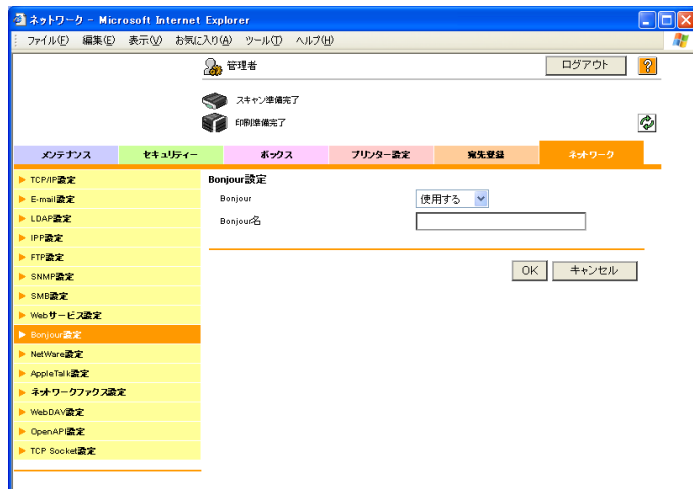 ネットワーク - Microsoft Internet Explorer
ファイル(F) 編集(E) 表示(V) お気に入り(A) ツール(T) ヘルプ(H)
管理者 ログアウト ?
スキャン準備完了
印刷準備完了
メンテナンス セキュリティー ボックス プリンター設定 宛先登録 ネットワーク
TCP/IP設定
E-mail設定
LDAP設定
IPP設定
FTP設定
SNMP設定
SMB設定
Webサービス設定
Bonjour設定
NetWare設定
AppleTalk設定
ネットワークファクス設定
WebDAV設定
OpenAPI設定
TCP Socket設定
Bonjour設定
Bonjour 使用する
Bonjour名
OK キャンセル